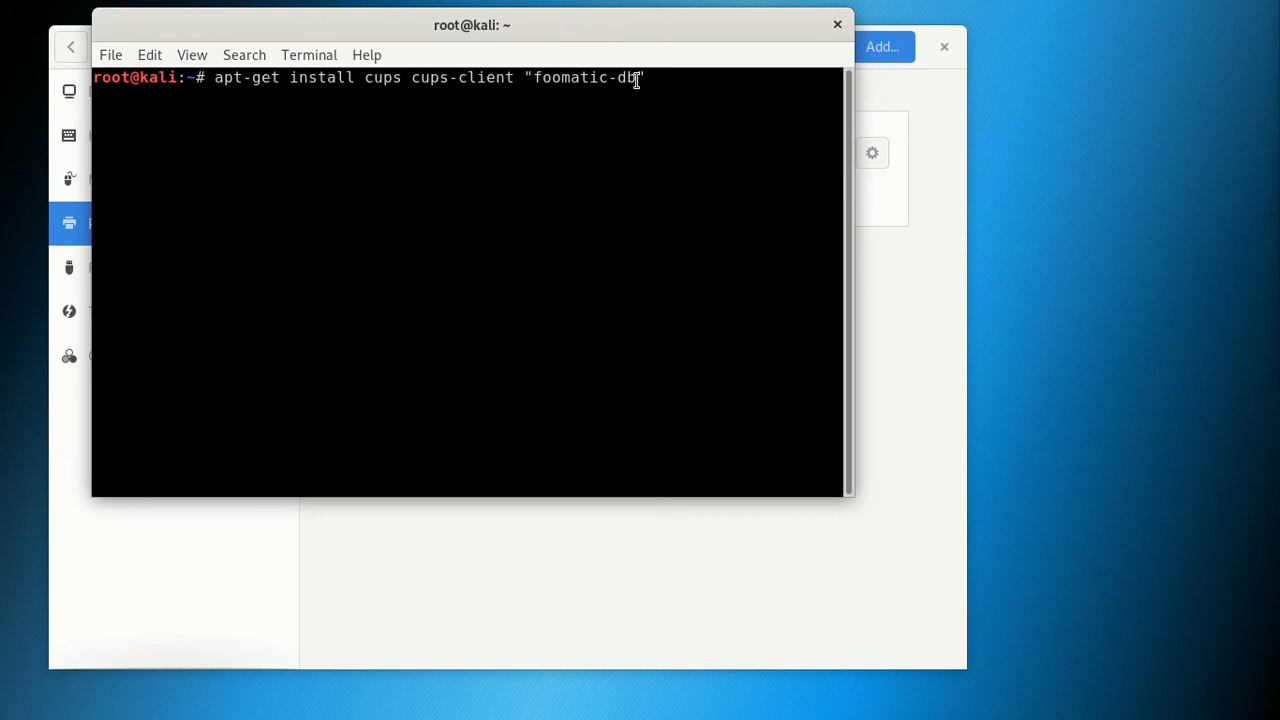 root@kali: ~
Add...
File Edit View Search Terminal Help
root@kali:~# apt-get install cups cups-client "foomatic-db"